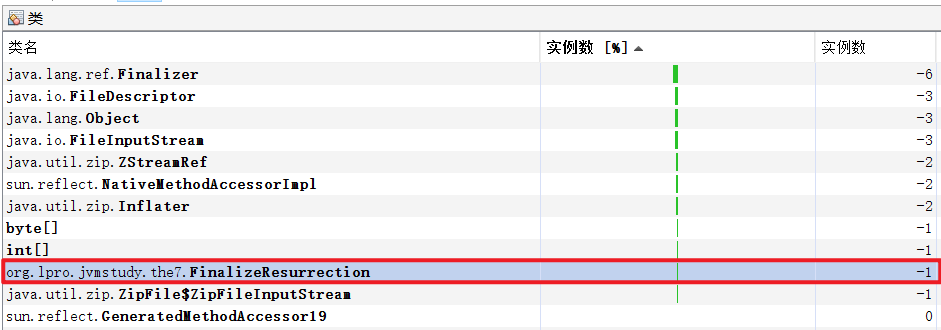 类
类名 实例数 [%] 实例数
java.lang.ref.Finalizer -6
java.io.FileDescriptor -3
java.lang.Object -3
java.io.FileInputStream -3
java.util.zip.ZStreamRef -2
sun.reflect.NativeMethodAccessorImpl -2
java.util.zip.Inflater -2
byte[] -1
int[] -1
org.lpro.jvmstudy.the7.FinalizeResurrection -1
java.util.zip.ZipFile$ZipFileInputStream -1
sun.reflect.GeneratedMethodAccessor19 0